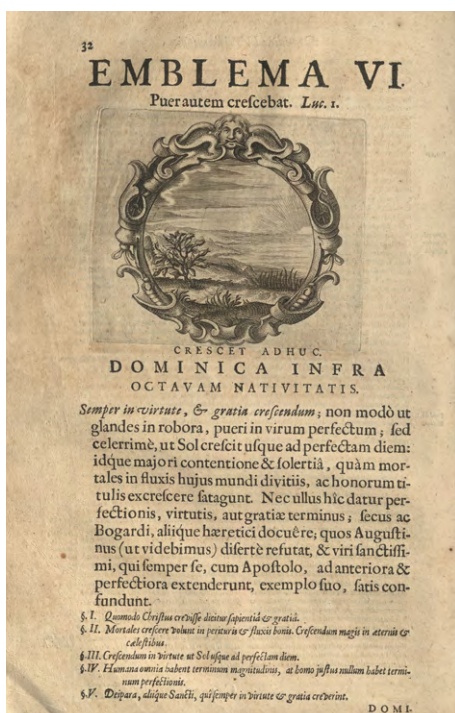 32
EMBLEMA VI.
Puer autem creſcebat. Luc. 1.
CRESCET ADHUC.
DOMINICA INFRA
OCTAVAM NATIVITATIS.
Semper in virtute, & gratia creſcendum; non modò ut
glandes in robora, pueri in virum perfectum; ſed
celerrimè, ut Sol creſcit uſque ad perfectam diem:
idque majori contentione & ſolertiâ, quàm mor-
tales in fluxis hujus mundi divitiis, ac honorum ti-
tulis excreſcere ſatagunt. Nec ullus hîc datur per-
fectionis, virtutis, aut gratiæ terminus; ſecus ac
Bogardi, aliique hæretici docuêre; quos Auguſti-
nus (ut videbimus) diſertè refutat, & viri ſanctiſſi-
mi, qui ſemper ſe, cum Apoſtolo, ad anteriora &
perfectiora extenderunt, exemplo ſuo, ſatis con-
fundunt.
§. I. Quomodo Chriſtus creviſſe dicitur ſapientiâ & gratiâ.
§. II. Mortales creſcere volunt in perituris & fluxis bonis. Creſcendum magis in æternis &
cæleſtibus.
§. III. Creſcendum in virtute ut Sol uſque ad perfectam diem.
§. IV. Humana omnia habent terminum magnitudinis, at homo juſtus nullum habet termi-
num perfectionis.
§. V. Deipara, aliique Sancti, qui ſemper in virtute & gratia creverint.
DOMI-